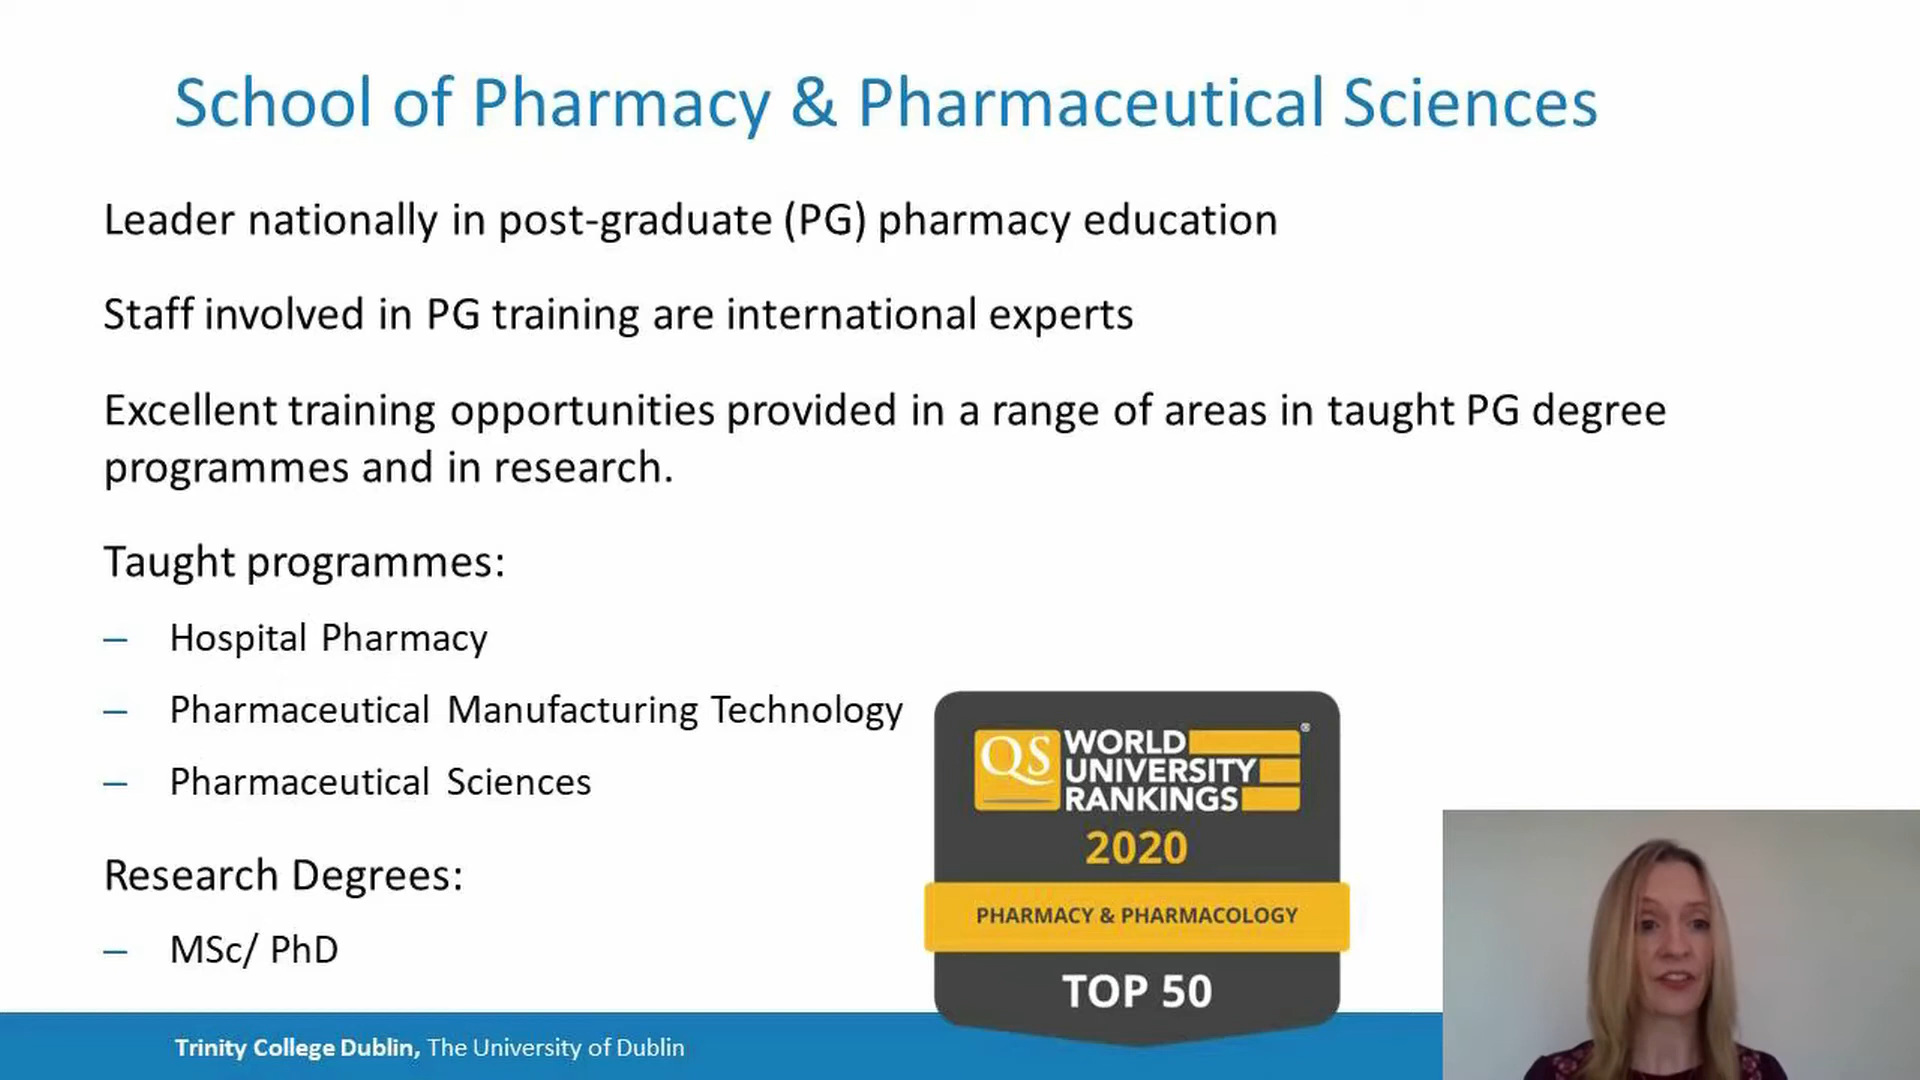 School of Pharmacy & Pharmaceutical Sciences
Leader nationally in post-graduate (PG) pharmacy education
Staff involved in PG training are international experts
Excellent training opportunities provided in a range of areas in taught PG degree
programmes and in research.
Taught programmes:
– Hospital Pharmacy
– Pharmaceutical Manufacturing Technology
– Pharmaceutical Sciences
Research Degrees:
– MSc/ PhD
QS WORLD
UNIVERSITY
RANKINGS
®
2020
PHARMACY & PHARMACOLOGY
TOP 50
Trinity College Dublin, The University of Dublin